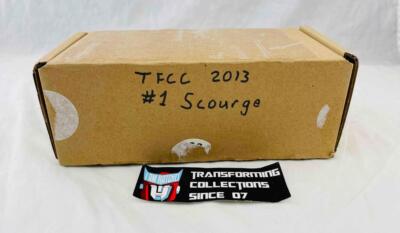 TFCC 2013
#1 Scourge
TRANSFORMING
COLLECTIONS
SINCE 07